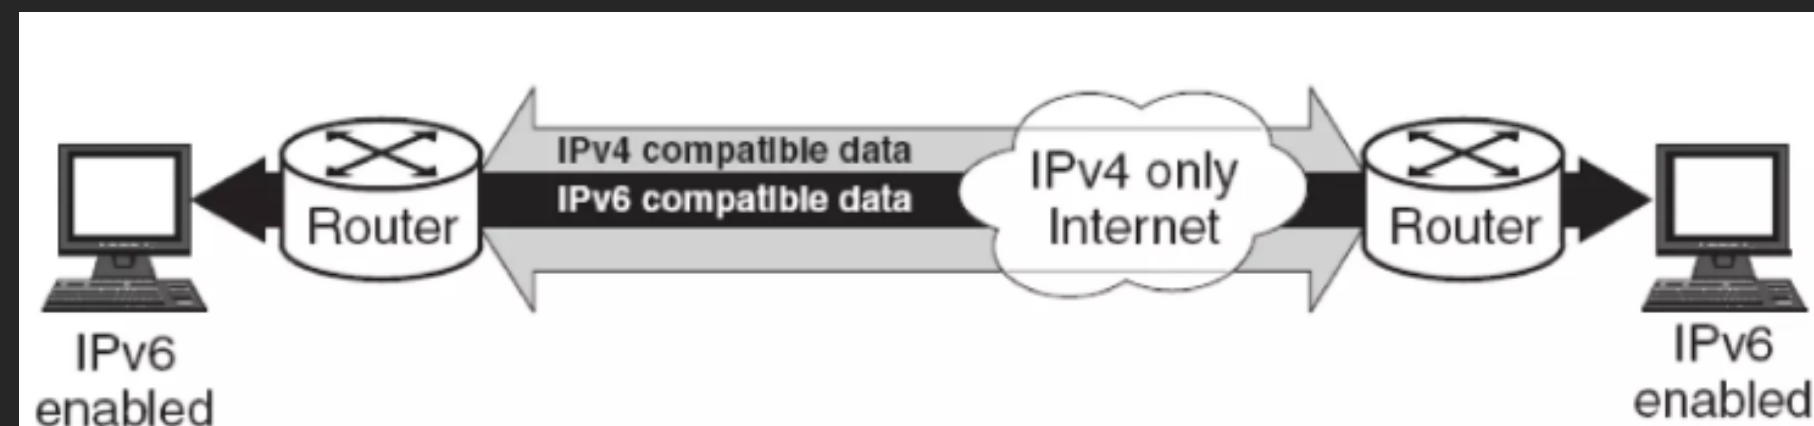 IPv4 compatible data
IPv6 compatible data
IPv4 only
Internet
Router
Router
IPv6
enabled
IPv6
enabled